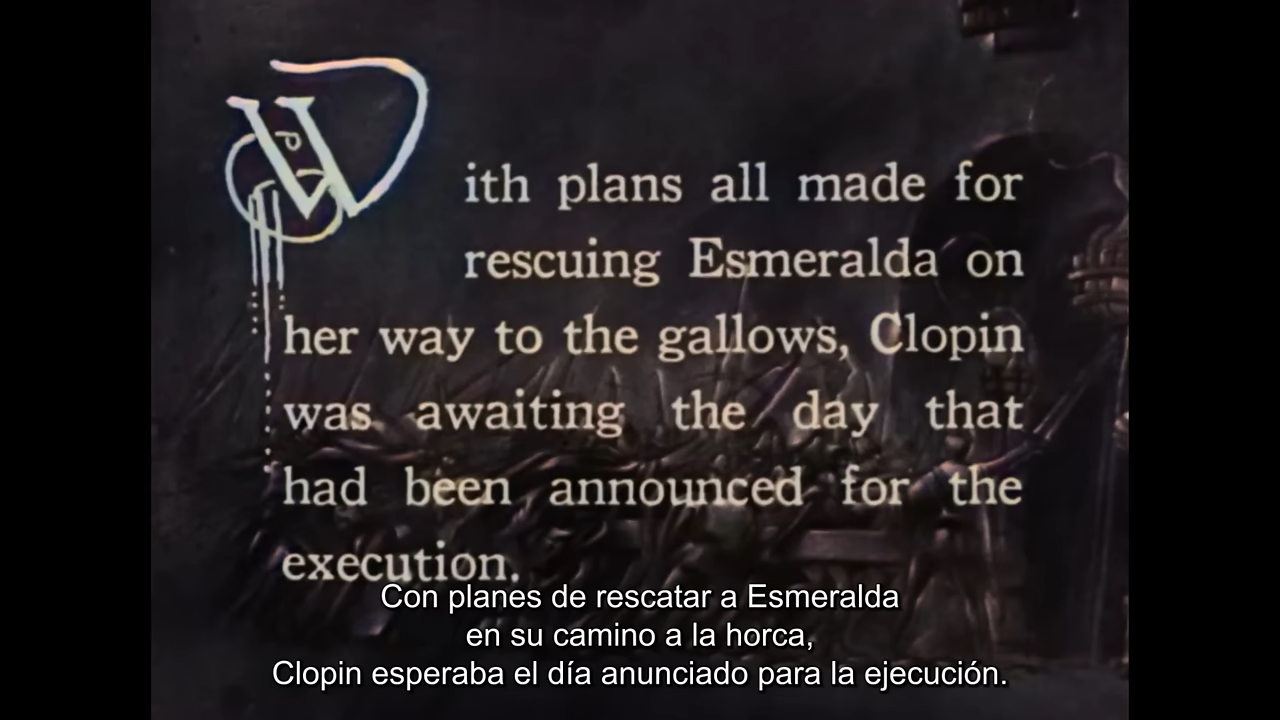 With plans all made for
rescuing Esmeralda on
her way to the gallows, Clopin
was awaiting the day that
had been announced for the
execution.
Con planes de rescatar a Esmeralda
en su camino a la horca,
Clopin esperaba el día anunciado para la ejecución.